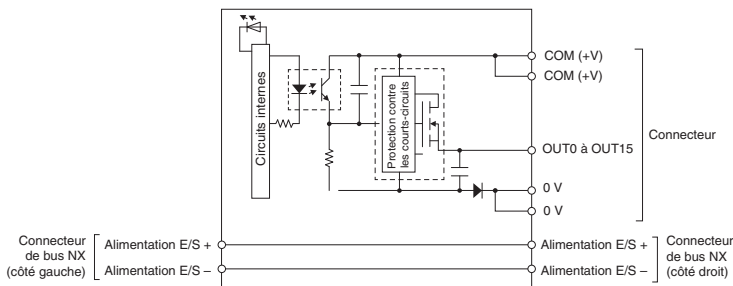 Circuits internes
Protection contre
les courts-circuits
COM (+V)
COM (+V)
Connecteur
OUT0 à OUT15
0 V
0 V
Connecteur
de bus NX
(côté gauche)
Alimentation E/S +
Alimentation E/S –
Alimentation E/S +
Alimentation E/S –
Connecteur
de bus NX
(côté droit)